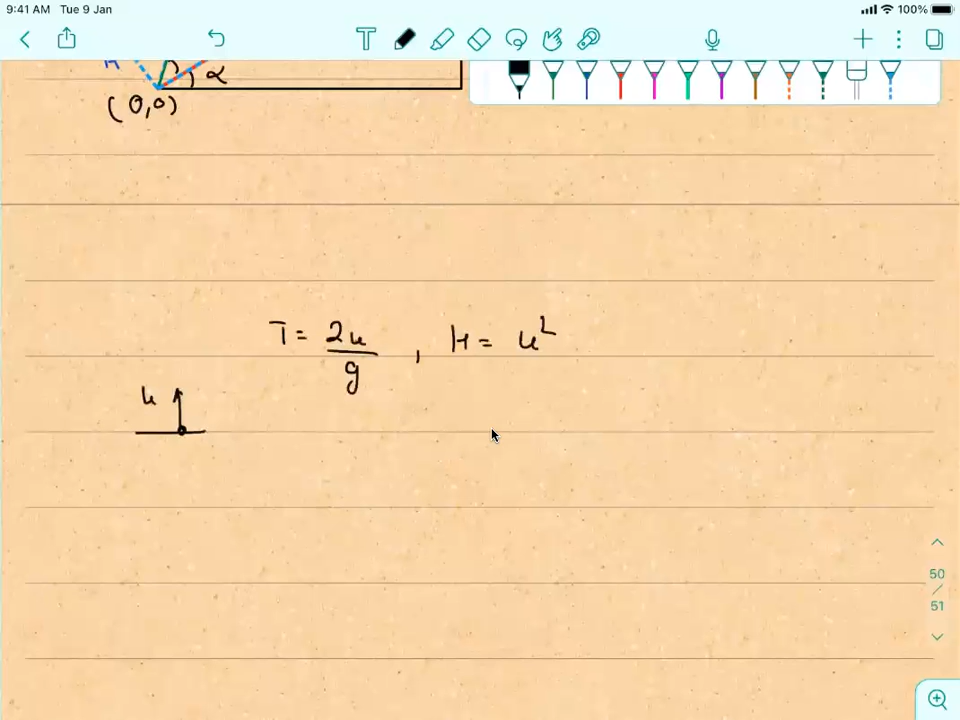 9:41 AM Tue 9 Jan 100%
α
(0,0)
T = 2u/g , H = u²
u
50
/
51